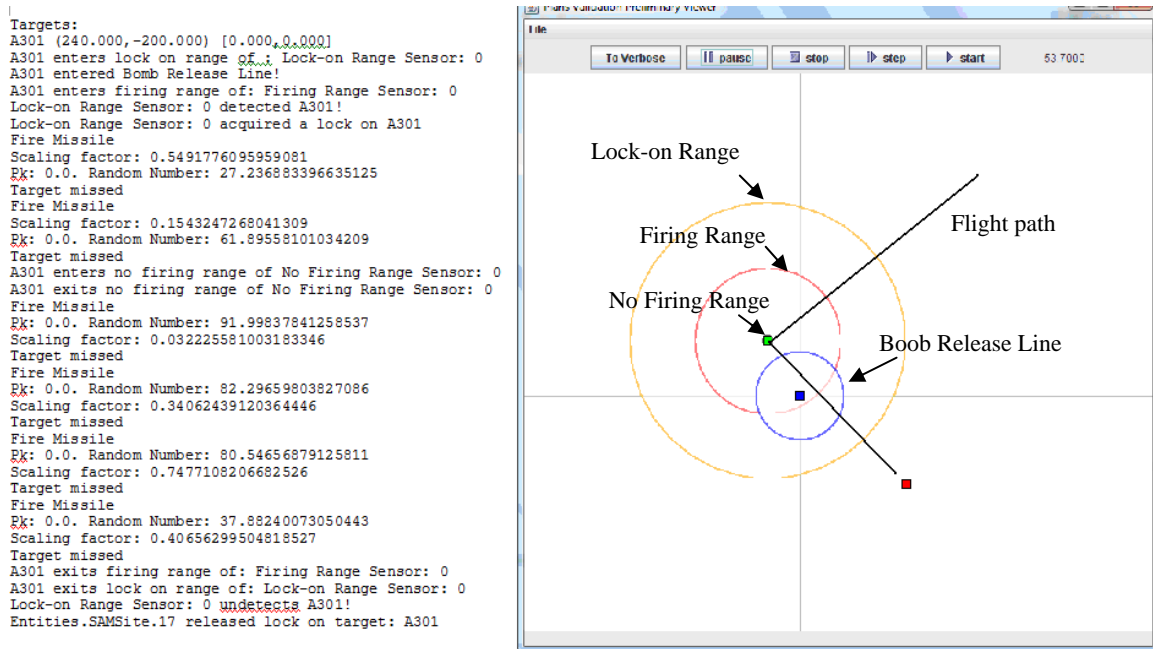 Targets:
A301 (240.000,-200.000) [0.000,0.000]
A301 enters lock on range of : Lock-on Range Sensor: 0
A301 entered Bomb Release Line!
A301 enters firing range of: Firing Range Sensor: 0
Lock-on Range Sensor: 0 detected A301!
Lock-on Range Sensor: 0 acquired a lock on A301
Fire Missile
Scaling factor: 0.5491776095959081
Pk: 0.0. Random Number: 27.236883396635125
Target missed
Fire Missile
Scaling factor: 0.1543247268041309
Pk: 0.0. Random Number: 61.89558101034209
Target missed
A301 enters no firing range of No Firing Range Sensor: 0
A301 exits no firing range of No Firing Range Sensor: 0
Fire Missile
Pk: 0.0. Random Number: 91.99837841258537
Scaling factor: 0.032225581003183346
Target missed
Fire Missile
Pk: 0.0. Random Number: 82.29659803827086
Scaling factor: 0.34062439120364446
Target missed
Fire Missile
Pk: 0.0. Random Number: 80.54656879125811
Scaling factor: 0.7477108206682526
Target missed
Fire Missile
Pk: 0.0. Random Number: 37.88240073050443
Scaling factor: 0.40656299504818527
Target missed
A301 exits firing range of: Firing Range Sensor: 0
A301 exits lock on range of: Lock-on Range Sensor: 0
Lock-on Range Sensor: 0 undetects A301!
Entities.SAMSite.17 released lock on target: A301
Validation Preliminary Viewer
File
To Verbose pause stop step start 53.7000
Lock-on Range
Flight path
Firing Range
No Firing Range
Boob Release Line